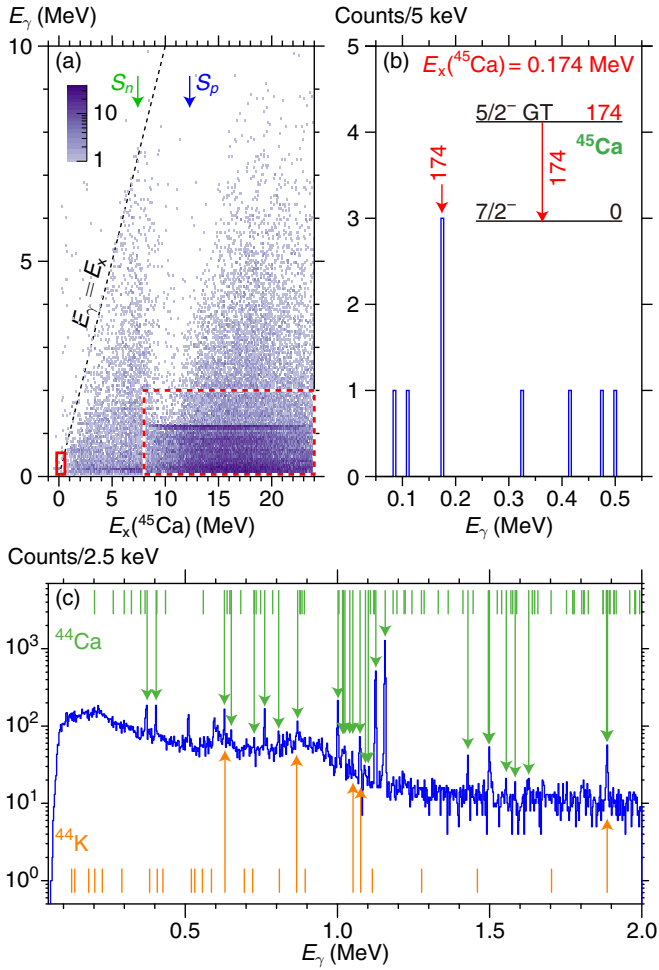 E_γ (MeV)
10
5
0
(a)
S_n
S_p
10
1
E_γ = E_x
0 5 10 15 20
E_x(⁴⁵Ca) (MeV)
Counts/5 keV
5
4
3
2
1
0
(b)
E_x(⁴⁵Ca) = 0.174 MeV
5/2⁻ GT 174
⁴⁵Ca
174
174
7/2⁻ 0
0.1 0.2 0.3 0.4 0.5
E_γ (MeV)
Counts/2.5 keV
(c)
⁴⁴Ca
10³
10²
10¹
⁴⁴K
10⁰
0.5 1.0 1.5 2.0
E_γ (MeV)